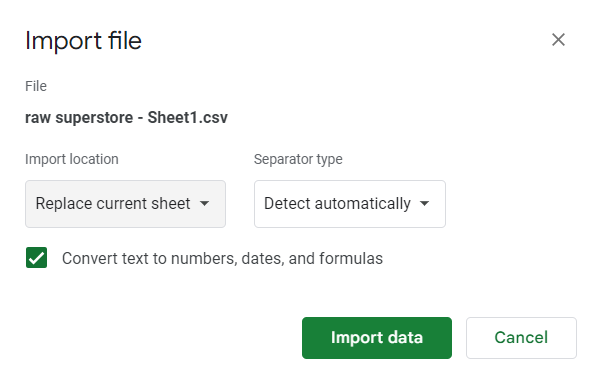 Import file
File
raw superstore - Sheet1.csv
Import location
Separator type
Replace current sheet
Detect automatically
Convert text to numbers, dates, and formulas
Import data
Cancel